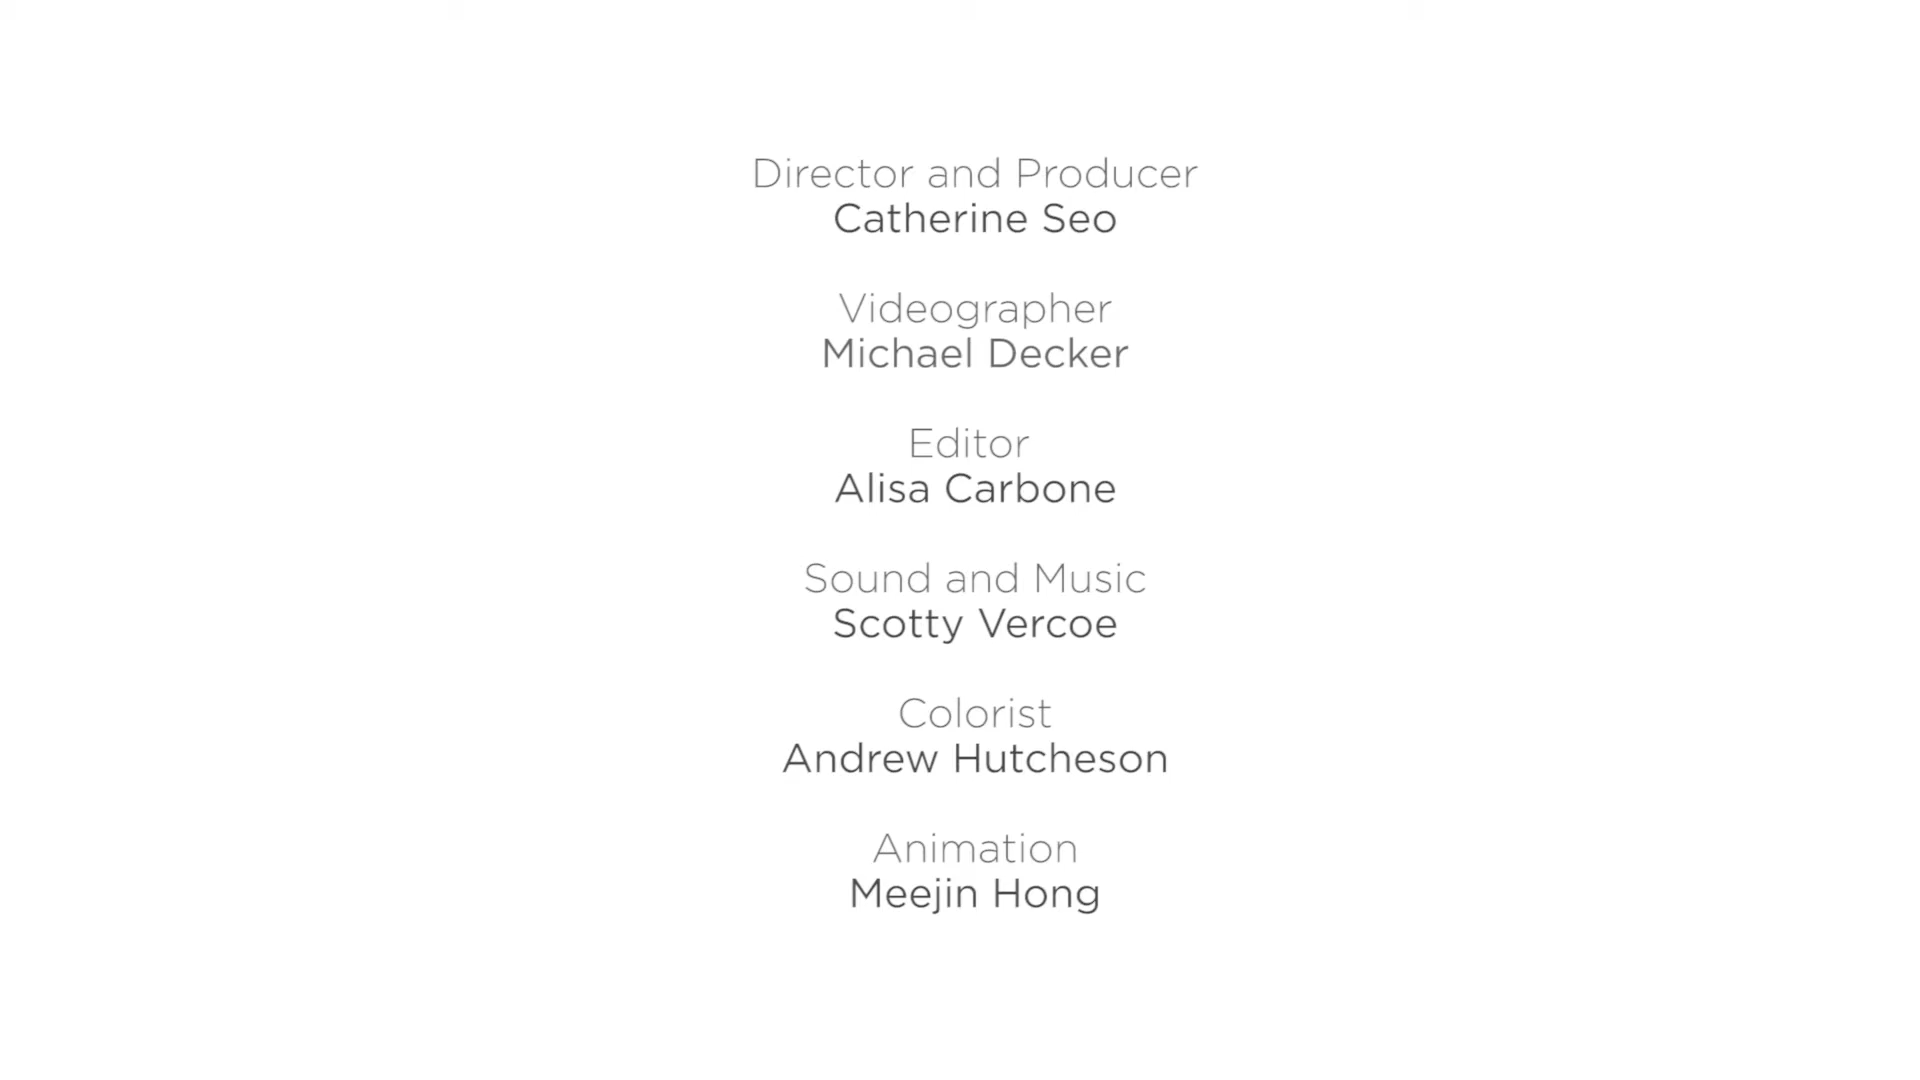 Director and Producer
Catherine Seo
Videographer
Michael Decker
Editor
Alisa Carbone
Sound and Music
Scotty Vercoe
Colorist
Andrew Hutcheson
Animation
Meejin Hong